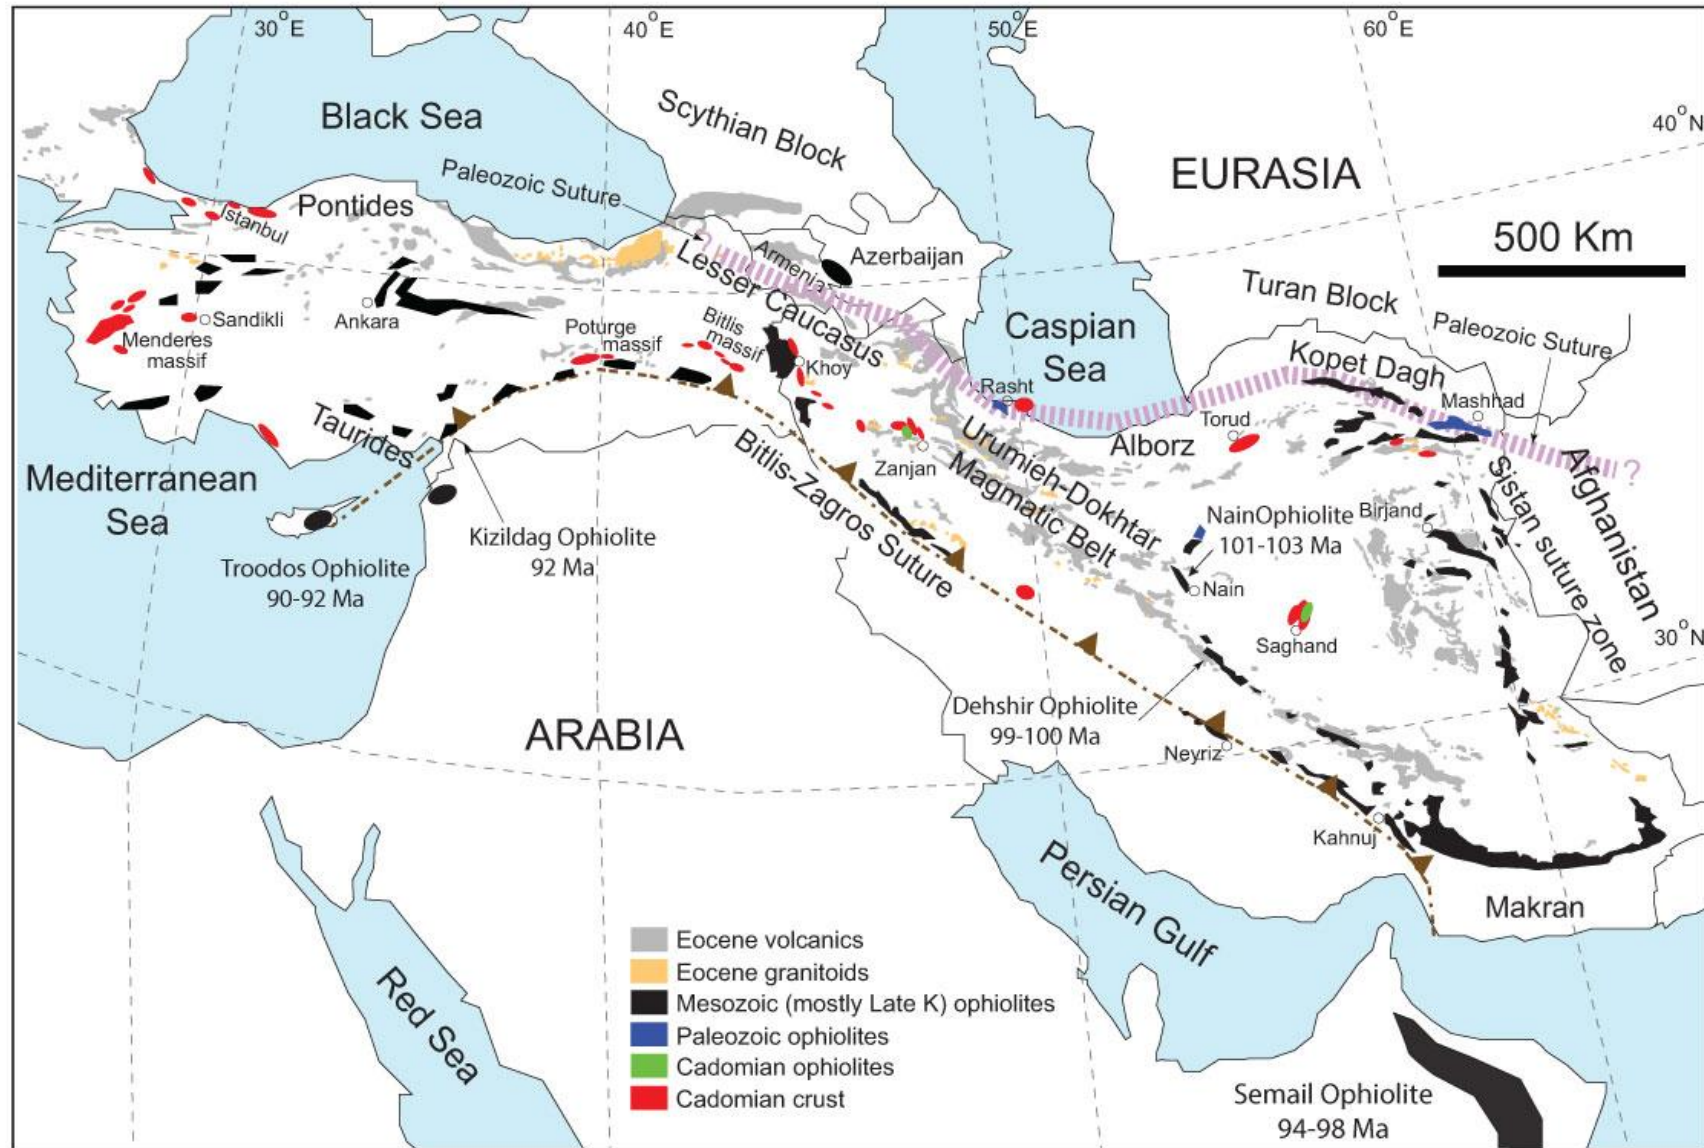 30°E
40°E
50°E
60°E
40°N
30°N
Black Sea
Scythian Block
EURASIA
Paleozoic Suture
Pontides
Istanbul
?
Armenia
Azerbaijan
Lesser Caucasus
500 Km
Turan Block
Paleozoic Suture
Caspian
Sea
Kopet Dagh
Mashhad
Sandikli
Ankara
Menderes
massif
Poturge
massif
Bitlis
massif
Khoy
Rasht
Torud
Alborz
Taurides
Zanjan
Urumieh-Dokhtar
Magmatic Belt
Bitlis-Zagros Suture
Mediterranean
Sea
Troodos Ophiolite
90-92 Ma
Kizildag Ophiolite
92 Ma
NainOphiolite
101-103 Ma
Nain
Birjand
Sistan suture zone
Afghanistan
?
Saghand
Dehshir Ophiolite
99-100 Ma
ARABIA
Neyriz
Kahnuj
Makran
Persian Gulf
Red Sea
Eocene volcanics
Eocene granitoids
Mesozoic (mostly Late K) ophiolites
Paleozoic ophiolites
Cadomian ophiolites
Cadomian crust
Semail Ophiolite
94-98 Ma